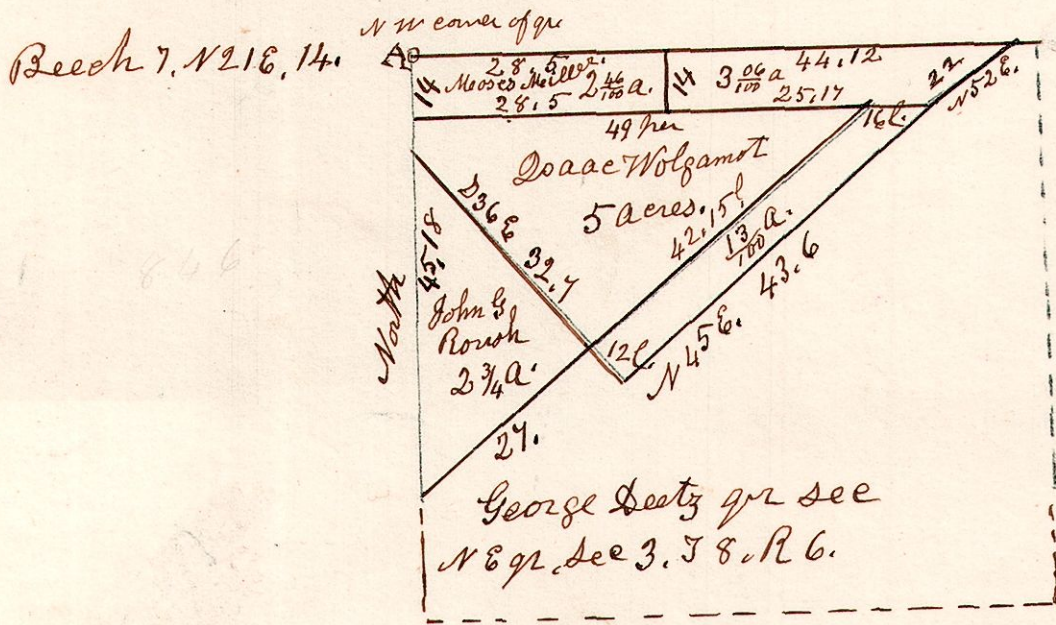 N W corner of qr
Beech 7. N21E. 14.
A
28.5
Moses Miller
2 46/100 a.
28.5
14
14
3 06/100 a
44.12
25.17
22
N52E.
49 per
16 l.
Isaac Wolgamot
5 Acres.
S36E
32.7
42.15 l
13/100 A.
43.6
N45E.
12 l.
North
45.18
John G
Roush
2 3/4 a.
27.
George Deetz qr sec
N E qr. sec 3. T 8. R 6.